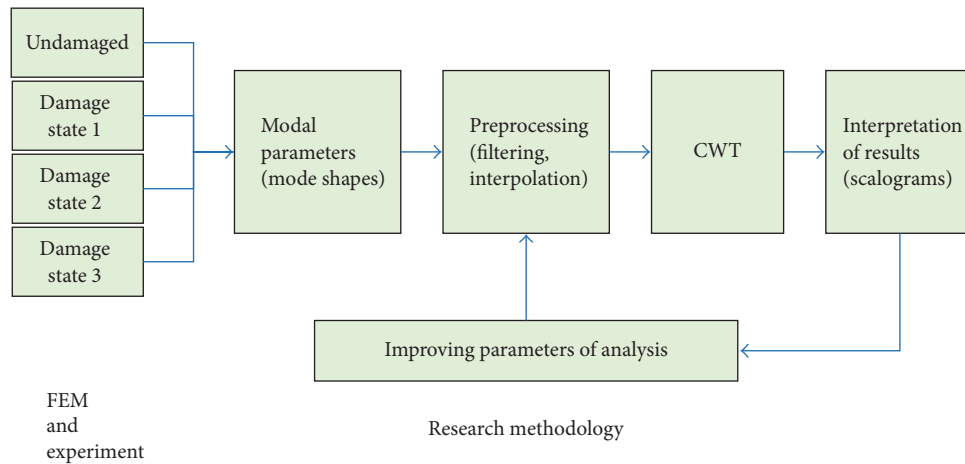 Undamaged
Damage
state 1
Damage
state 2
Damage
state 3
Modal
parameters
(mode shapes)
Preprocessing
(filtering,
interpolation)
CWT
Interpretation
of results
(scalograms)
Improving parameters of analysis
FEM
and
experiment
Research methodology